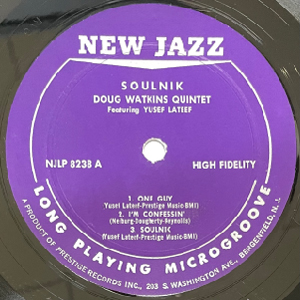 NEW JAZZ
SOULNIK
DOUG WATKINS QUINTET
Featuring YUSEF LATIEF
NJLP 8238 A
HIGH FIDELITY
1. ONE GUY
(Yusef Lateef-Prestige Music-BMI)
2. I'M CONFESSIN'
(Neiburg-Dougherty-Reynolds)
3. SOULNIK
(Yusef Lateef-Prestige Music-BMI)
LONG PLAYING MICROGROOVE
A PRODUCT OF PRESTIGE RECORDS INC., 203 S. WASHINGTON AVE., BERGENFIELD, N.J.